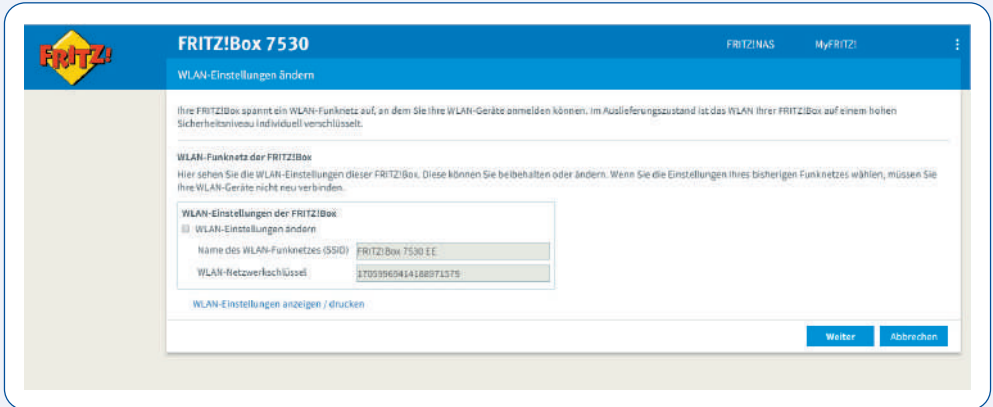 FRITZ!
FRITZ!Box 7530
FRITZ!NAS
MyFRITZ!
WLAN-Einstellungen ändern
Ihre FRITZ!Box spannt ein WLAN-Funknetz auf, an dem Sie Ihre WLAN-Geräte anmelden können. Im Auslieferungszustand ist das WLAN Ihrer FRITZ!Box auf einem hohen
Sicherheitsniveau individuell verschlüsselt.
WLAN-Funknetz der FRITZ!Box
Hier sehen Sie die WLAN-Einstellungen dieser FRITZ!Box. Diese können Sie beibehalten oder ändern. Wenn Sie die Einstellungen Ihres bisherigen Funknetzes wählen, müssen Sie
Ihre WLAN-Geräte nicht neu verbinden.
WLAN-Einstellungen der FRITZ!Box
WLAN-Einstellungen ändern
Name des WLAN-Funknetzes (SSID)
FRITZ!Box 7530 EE
WLAN-Netzwerkschlüssel
WLAN-Einstellungen anzeigen / drucken
Weiter
Abbrechen